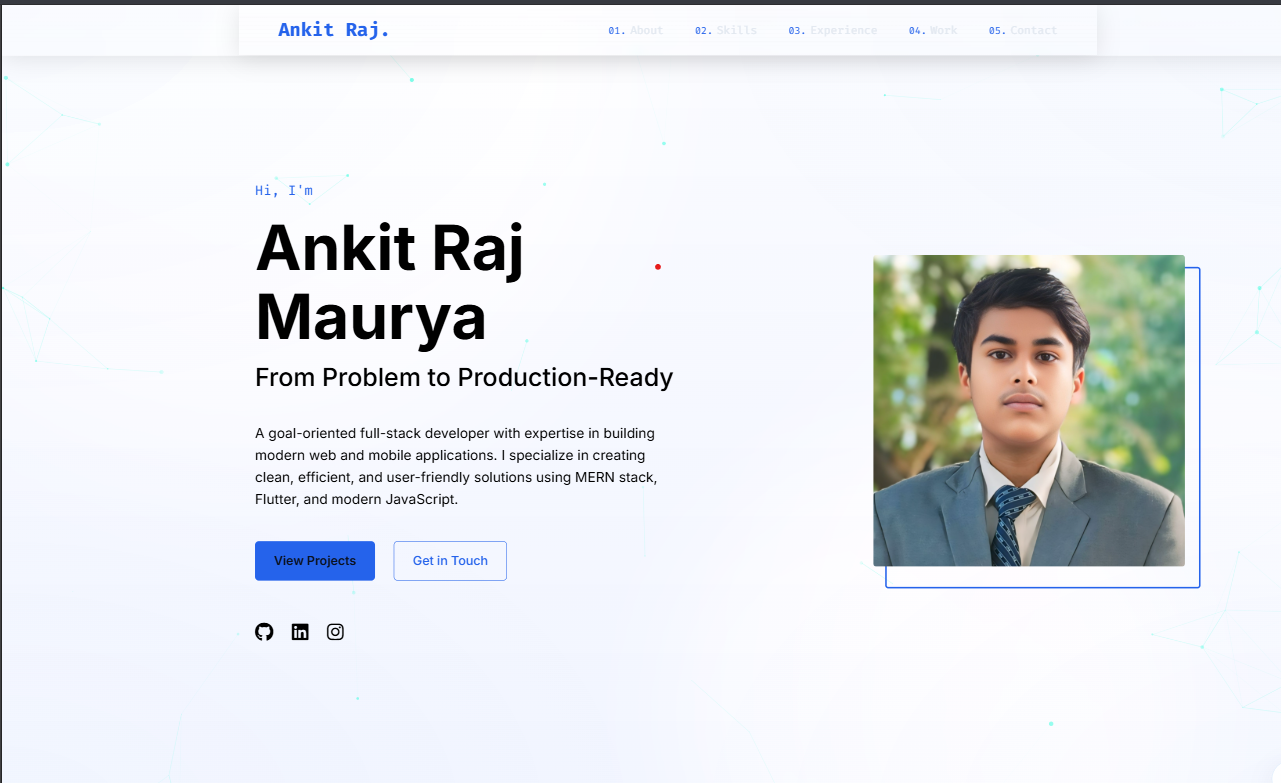 Ankit Raj.
01. About
02. Skills
03. Experience
04. Work
05. Contact
Hi, I'm
Ankit Raj
Maurya
From Problem to Production-Ready
A goal-oriented full-stack developer with expertise in building
modern web and mobile applications. I specialize in creating
clean, efficient, and user-friendly solutions using MERN stack,
Flutter, and modern JavaScript.
View Projects
Get in Touch
in